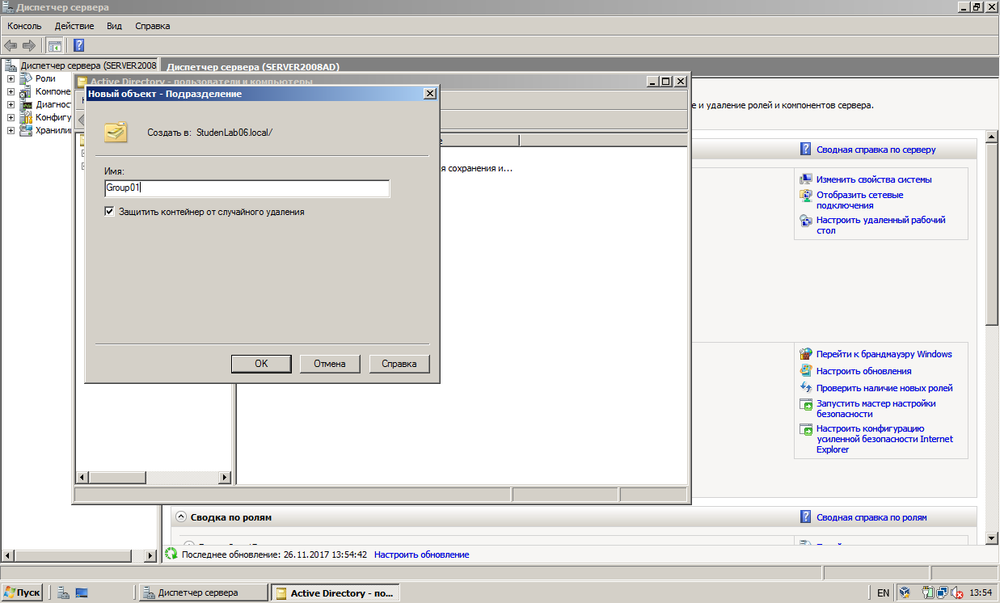 Диспетчер сервера
Консоль Действие Вид Справка
Диспетчер сервера (SERVER2008
Роли
Компоне
Диагнос
Конфигу
Хранили
Диспетчер сервера (SERVER2008AD)
е и удаление ролей и компонентов сервера.
Active Directory - пользователи и компьютеры
Новый объект - Подразделение
Создать в: StudenLab06.local/
Имя:
Group01
Защитить контейнер от случайного удаления
OK Отмена Справка
я сохранения и...
Сводная справка по серверу
Изменить свойства системы
Отобразить сетевые
подключения
Настроить удаленный рабочий
стол
Перейти к брандмауэру Windows
Настроить обновления
Проверить наличие новых ролей
Запустить мастер настройки
безопасности
Настроить конфигурацию
усиленной безопасности Internet
Explorer
Сводка по ролям
Сводная справка по ролям
Последнее обновление: 26.11.2017 13:54:42 Настроить обновление
Пуск Диспетчер сервера Active Directory - по... EN 13:54